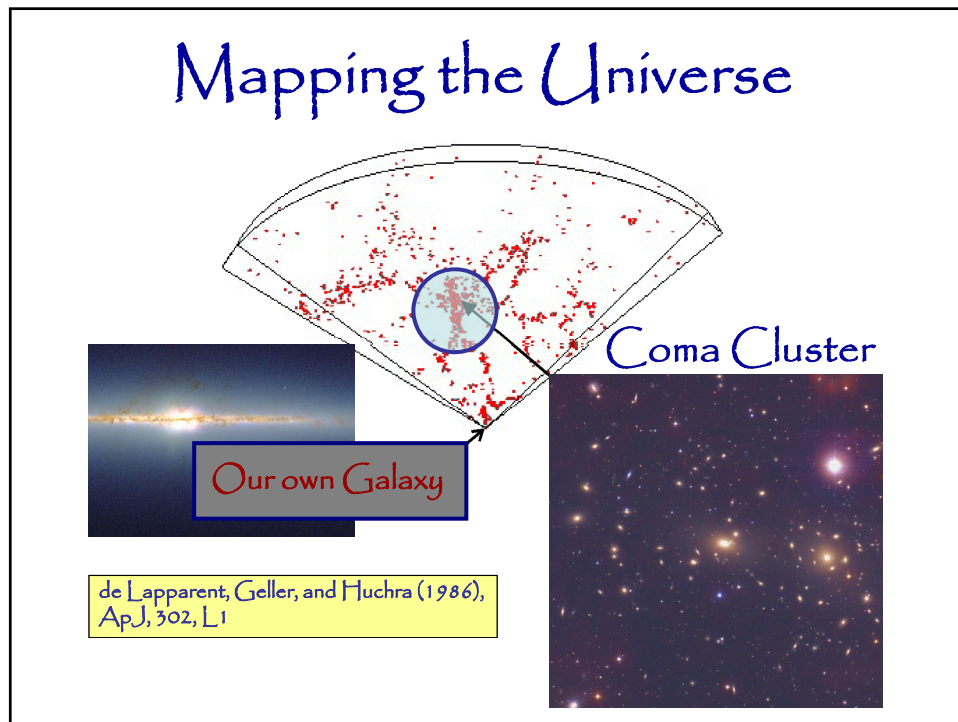 Mapping the Universe
Coma Cluster
Our own Galaxy
de Lapparent, Geller, and Huchra (1986),
ApJ, 302, L1